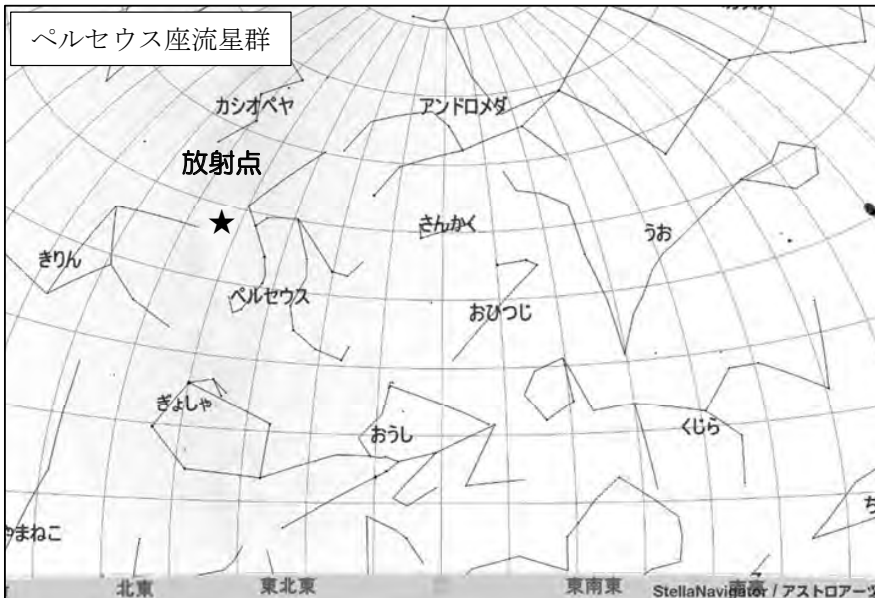 ペルセウス座流星群
カシオペヤ
アンドロメダ
放射点
さんかく
うお
きりん
ペルセウス
おひつじ
ぎょしゃ
おうし
くじら
やまねこ
北東
東北東
東南東
StellaNavigator / アストロアーツ